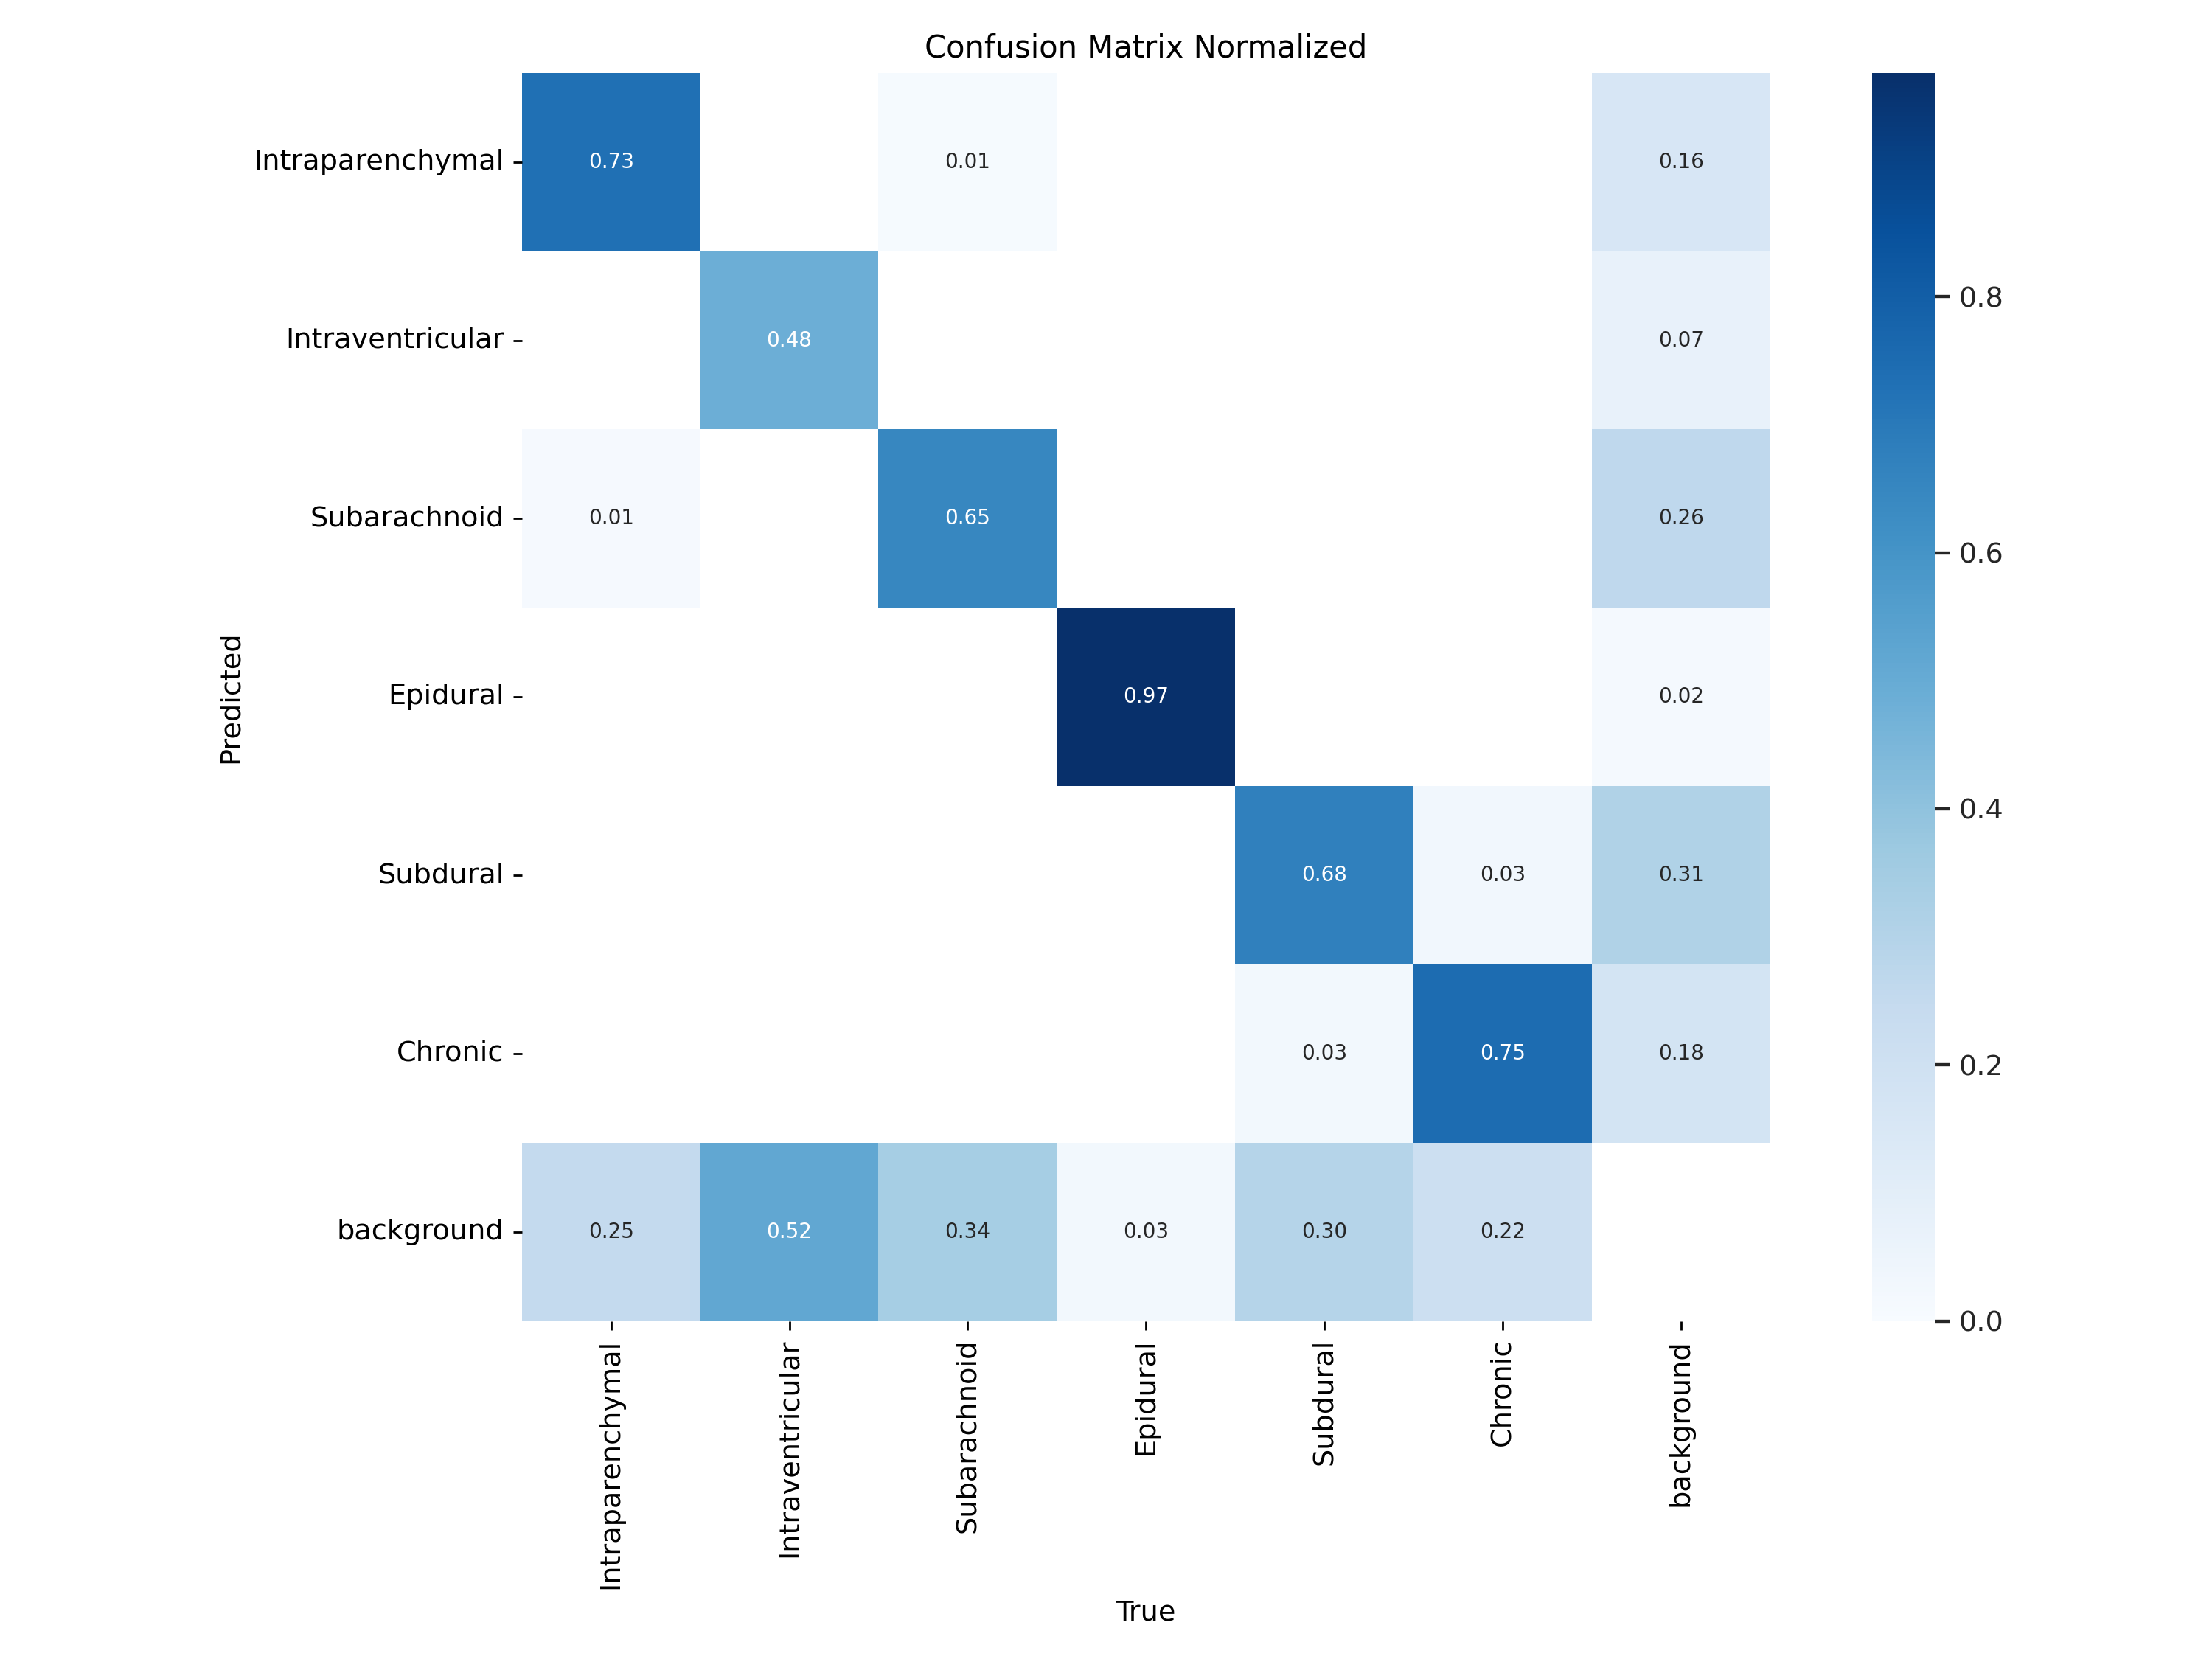 Confusion Matrix Normalized
Intraparenchymal 0.73 0.01 0.16
Intraventricular 0.48 0.07
Subarachnoid 0.01 0.65 0.26
Epidural 0.97 0.02
Subdural 0.68 0.03 0.31
Chronic 0.03 0.75 0.18
background 0.25 0.52 0.34 0.03 0.30 0.22
Predicted
Intraparenchymal
Intraventricular
Subarachnoid
Epidural
Subdural
Chronic
background
True
0.8
0.6
0.4
0.2
0.0